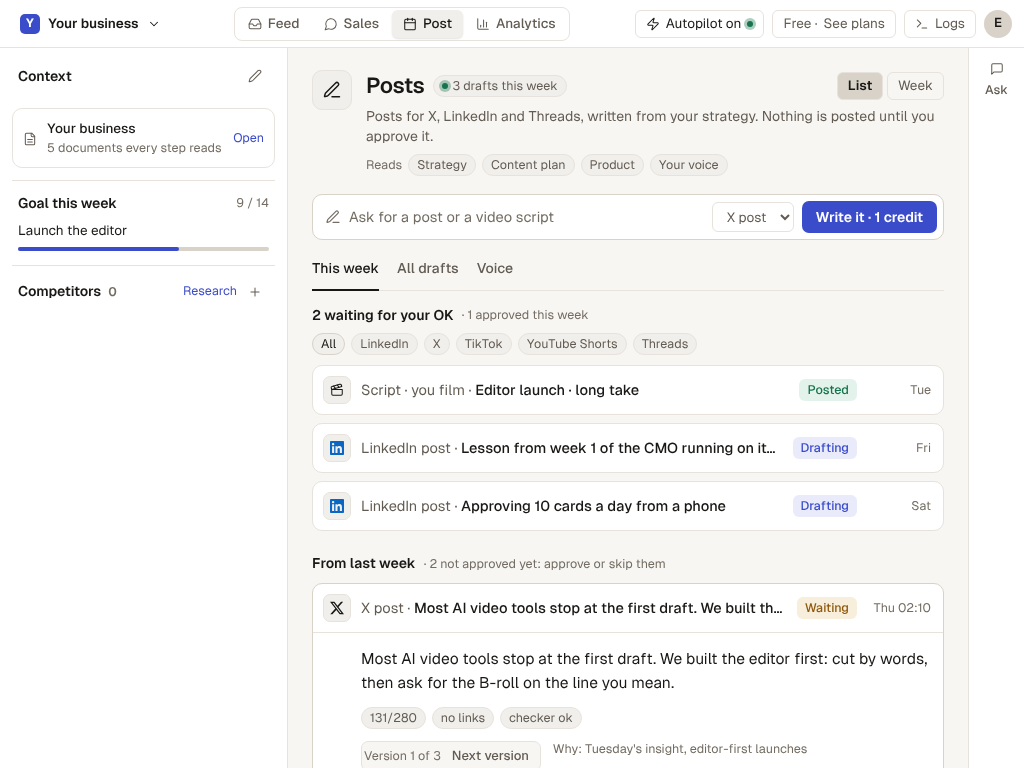 Y Your business
Feed Sales Post Analytics
Autopilot on
Free · See plans
Logs
E
Context
Your business
5 documents every step reads
Open
Goal this week 9 / 14
Launch the editor
Competitors 0 Research +
Posts
3 drafts this week
List Week
Posts for X, LinkedIn and Threads, written from your strategy. Nothing is posted until you
approve it.
Reads Strategy Content plan Product Your voice
Ask for a post or a video script
X post
Write it · 1 credit
This week All drafts Voice
2 waiting for your OK · 1 approved this week
All LinkedIn X TikTok YouTube Shorts Threads
Script · you film · Editor launch · long take Posted Tue
LinkedIn post · Lesson from week 1 of the CMO running on it… Drafting Fri
LinkedIn post · Approving 10 cards a day from a phone Drafting Sat
From last week · 2 not approved yet: approve or skip them
X post · Most AI video tools stop at the first draft. We built th… Waiting Thu 02:10
Most AI video tools stop at the first draft. We built the editor first: cut by words,
then ask for the B-roll on the line you mean.
131/280 no links checker ok
Version 1 of 3 Next version
Why: Tuesday's insight, editor-first launches
Ask